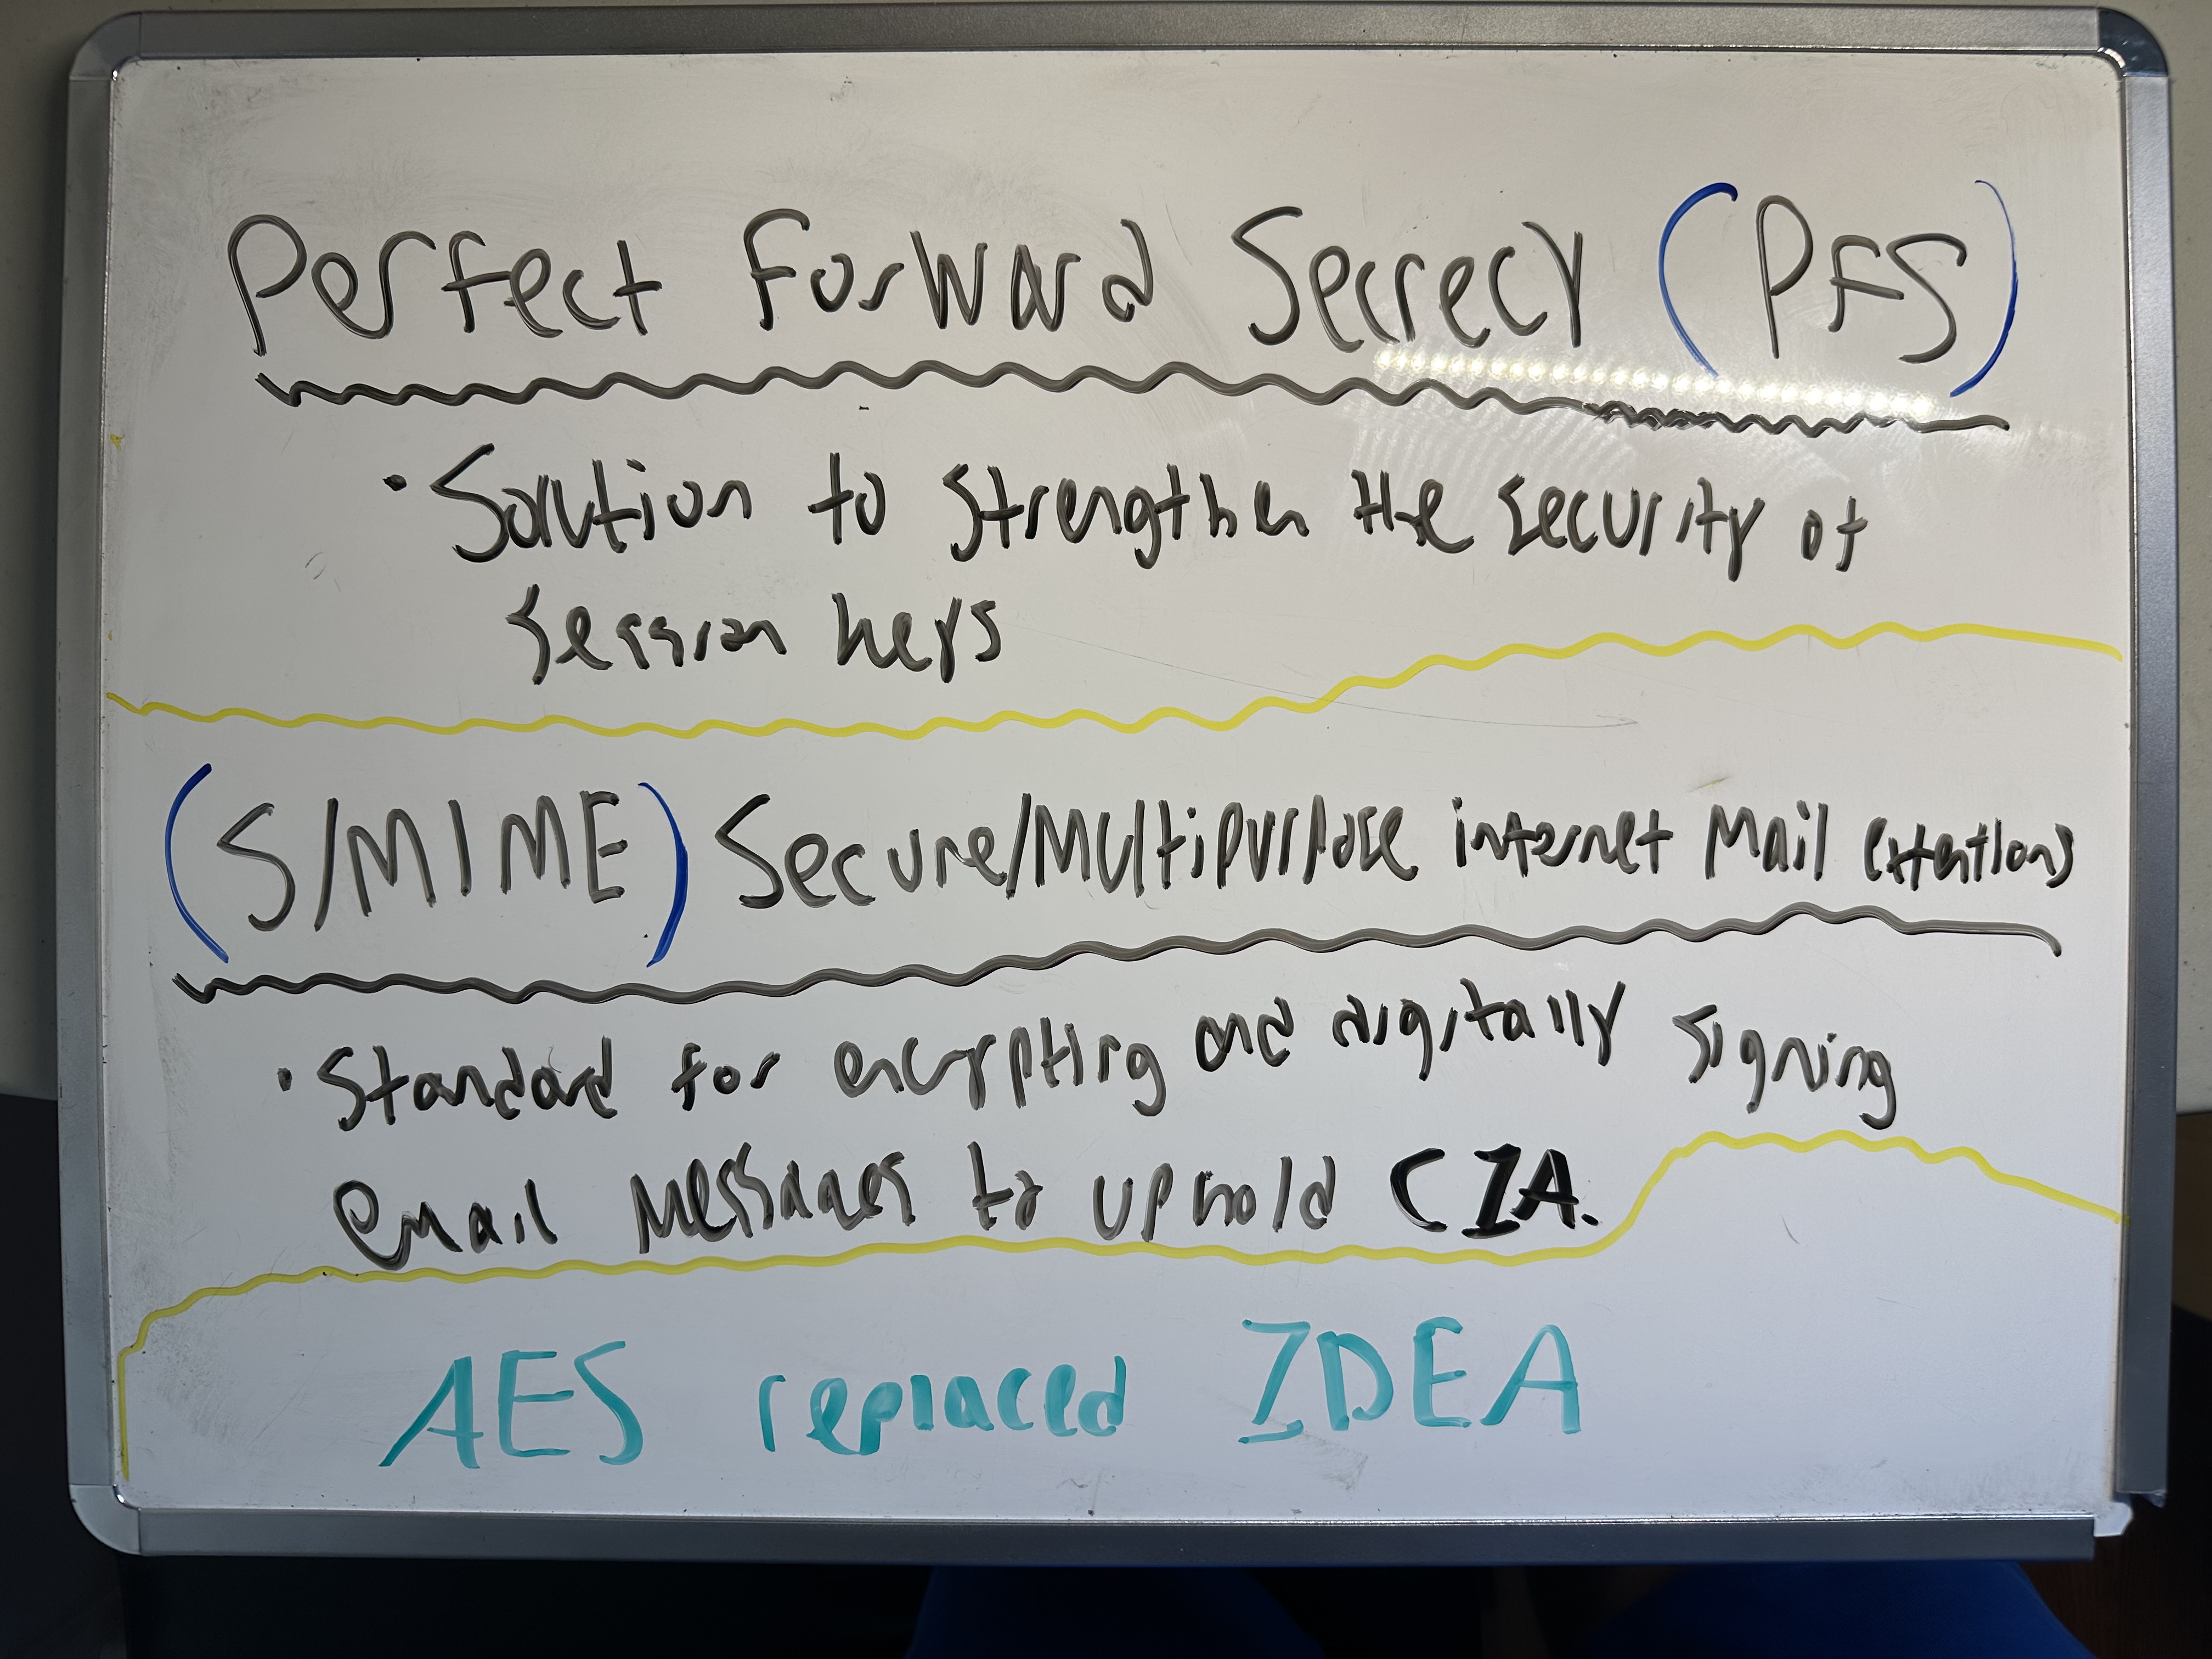 Perfect Forward Secrecy (PFS)
• Solution to strengthen the security of
session keys
(S/MIME) Secure/Multipurpose internet Mail extentions
• Standard for encrypting and digitally signing
email messages to uphold CIA.
AES replaced IDEA